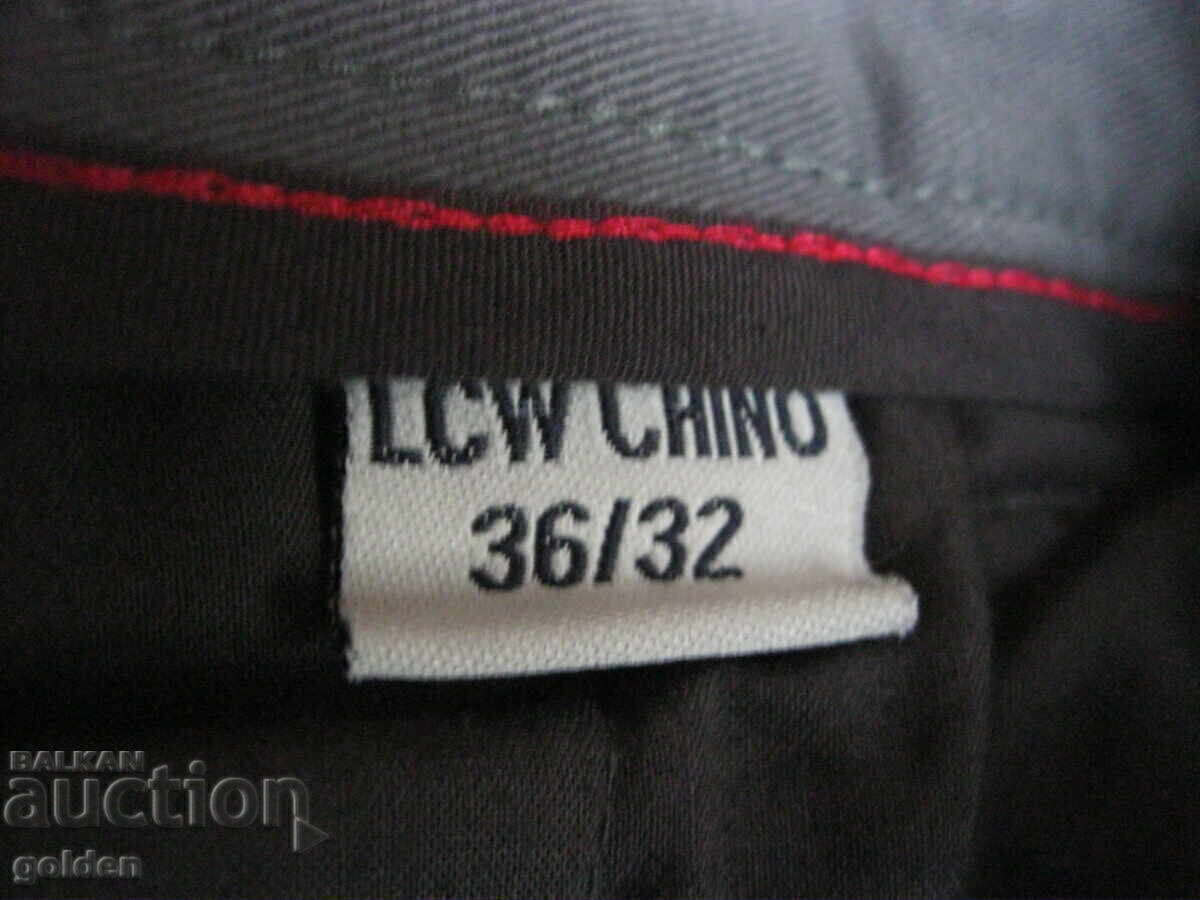 LCW CHINO
36/32
BALKAN
auction
golden